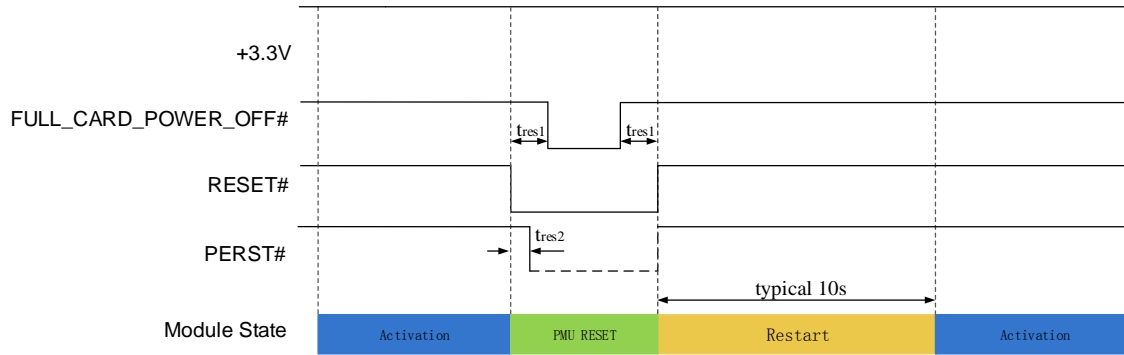 +3.3V
FULL_CARD_POWER_OFF#
tres1 tres1
RESET#
tres2
PERST#
typical 10s
Module State Activation PMU RESET Restart Activation